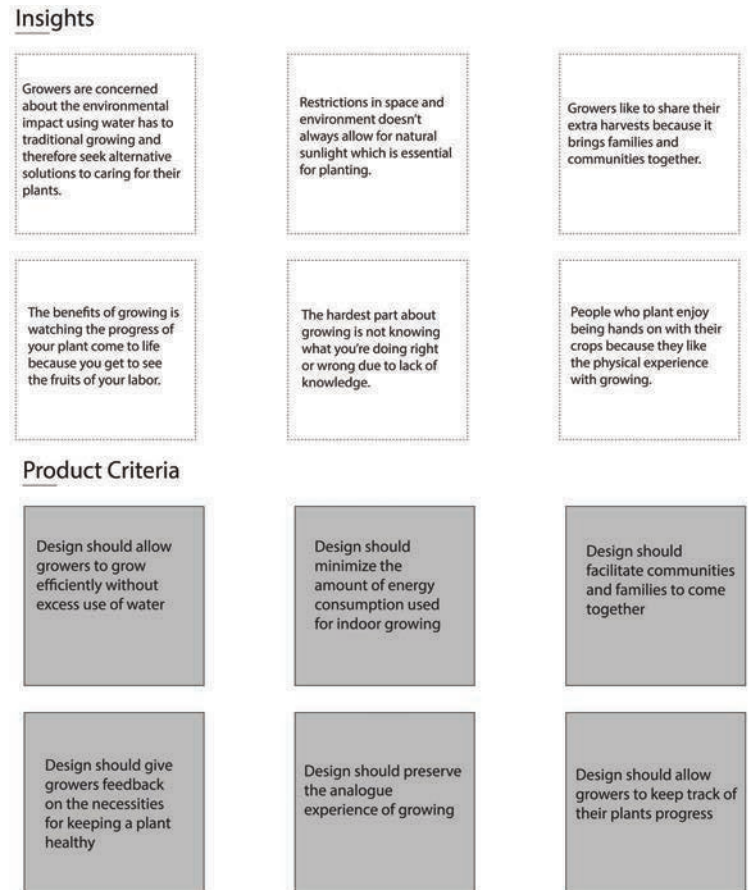 Insights
Growers are concerned
about the environmental
impact using water has to
traditional growing and
therefore seek alternative
solutions to caring for their
plants.
Restrictions in space and
environment doesn't
always allow for natural
sunlight which is essential
for planting.
Growers like to share their
extra harvests because it
brings families and
communities together.
The benefits of growing is
watching the progress of
your plant come to life
because you get to see
the fruits of your labor.
The hardest part about
growing is not knowing
what you're doing right
or wrong due to lack of
knowledge.
People who plant enjoy
being hands on with their
crops because they like
the physical experience
with growing.
Product Criteria
Design should allow
growers to grow
efficiently without
excess use of water
Design should
minimize the
amount of energy
consumption used
for indoor growing
Design should
facilitate communities
and families to come
together
Design should give
growers feedback
on the necessities
for keeping a plant
healthy
Design should preserve
the analogue
experience of growing
Design should allow
growers to keep track of
their plants progress